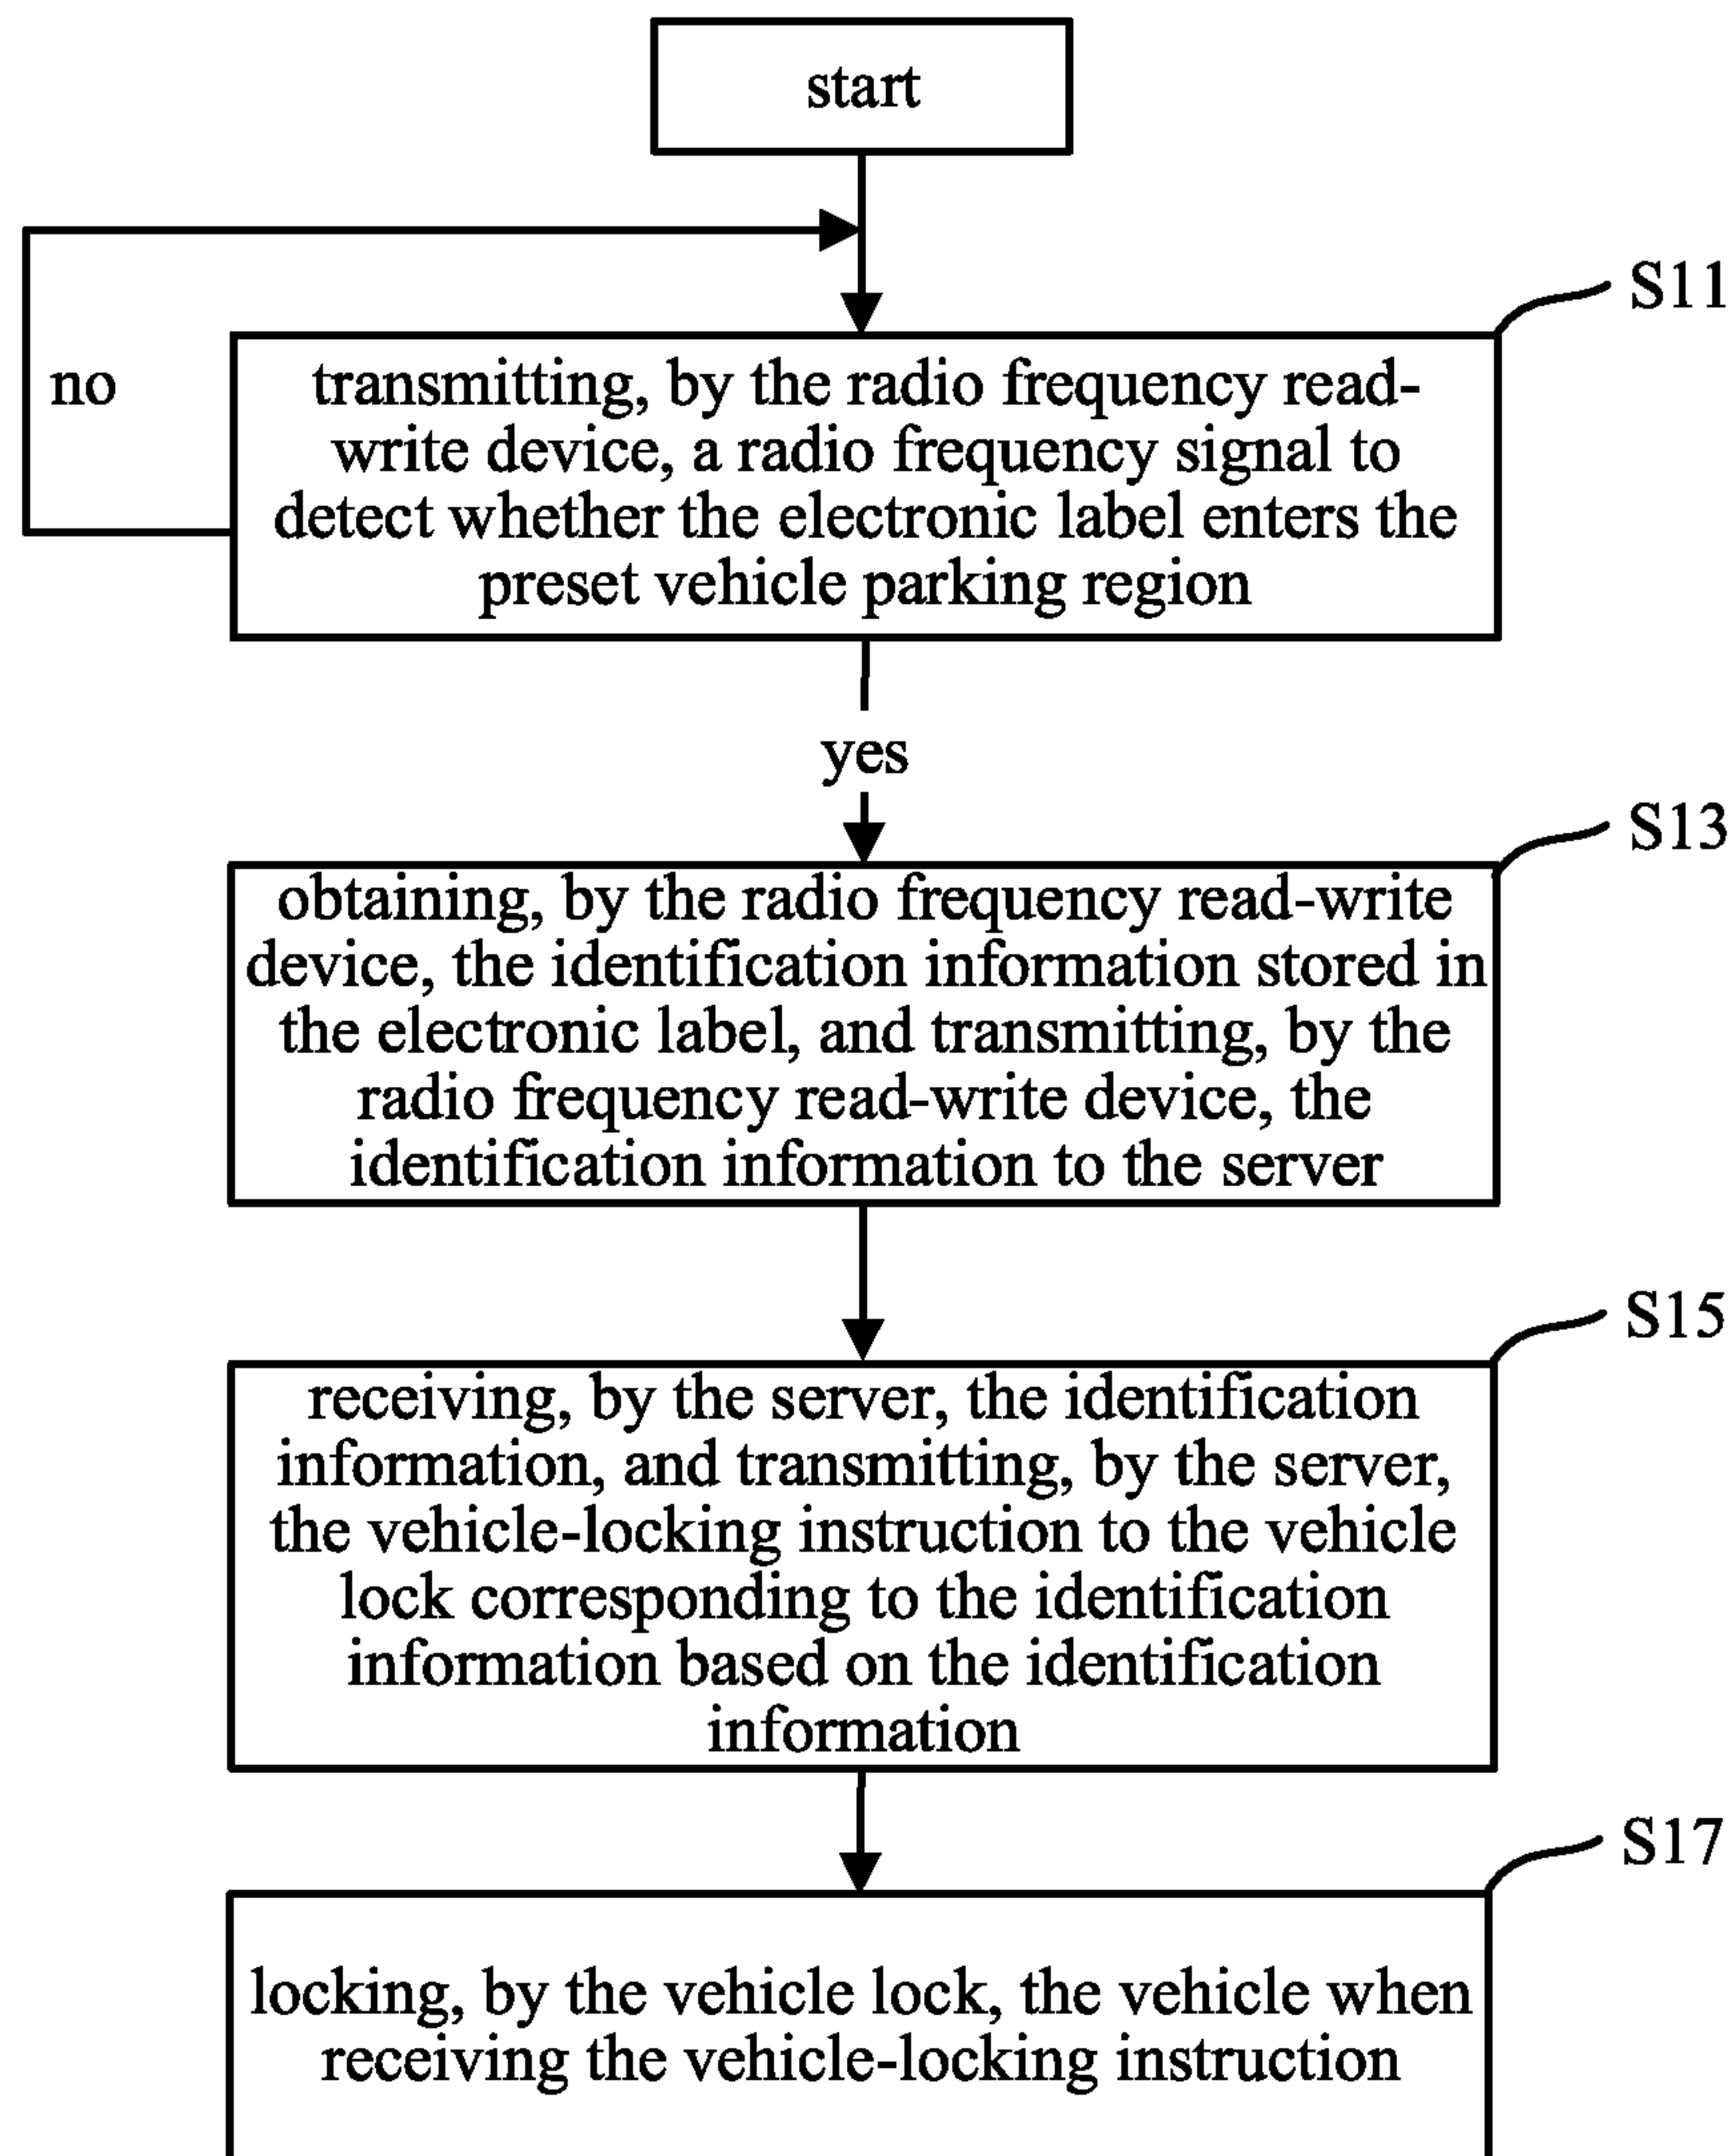 start
S11
no
transmitting, by the radio frequency read-
write device, a radio frequency signal to
detect whether the electronic label enters the
preset vehicle parking region
yes
S13
obtaining, by the radio frequency read-write
device, the identification information stored in
the electronic label, and transmitting, by the
radio frequency read-write device, the
identification information to the server
S15
receiving, by the server, the identification
information, and transmitting, by the server,
the vehicle-locking instruction to the vehicle
lock corresponding to the identification
information based on the identification
information
S17
locking, by the vehicle lock, the vehicle when
receiving the vehicle-locking instruction